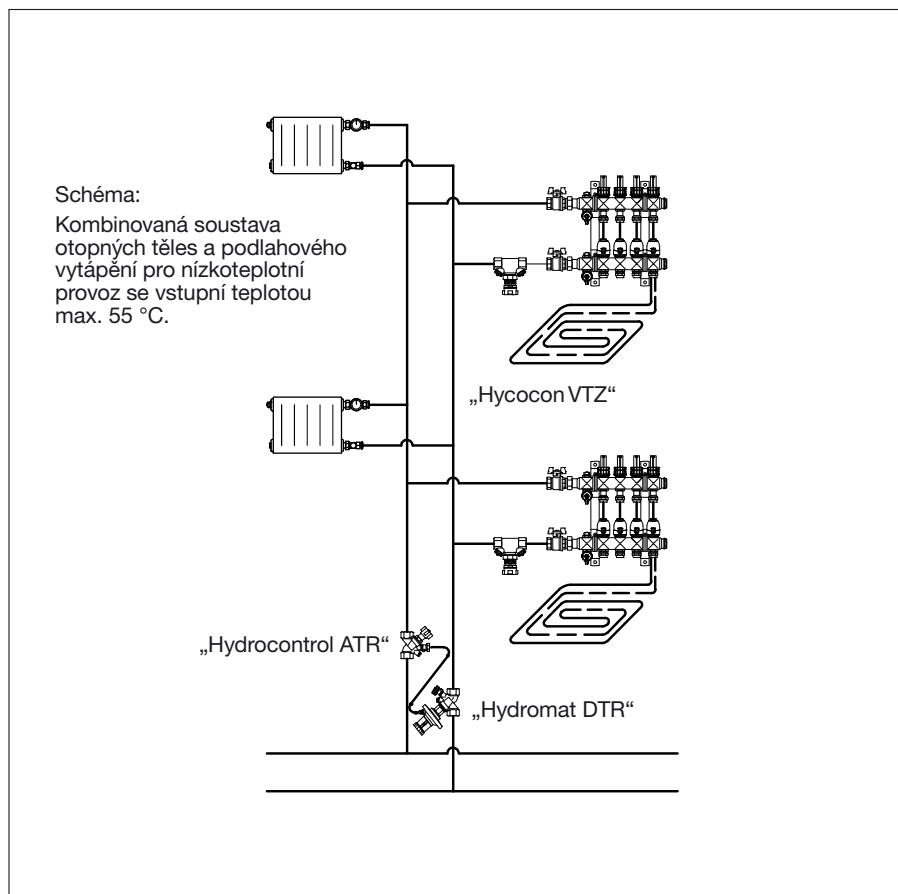 Schéma:
Kombinovaná soustava
otopných těles a podlahového
vytápění pro nízkoteplotní
provoz se vstupní teplotou
max. 55 °C.
„Hycocon VTZ“
„Hydrocontrol ATR“
„Hydromat DTR“